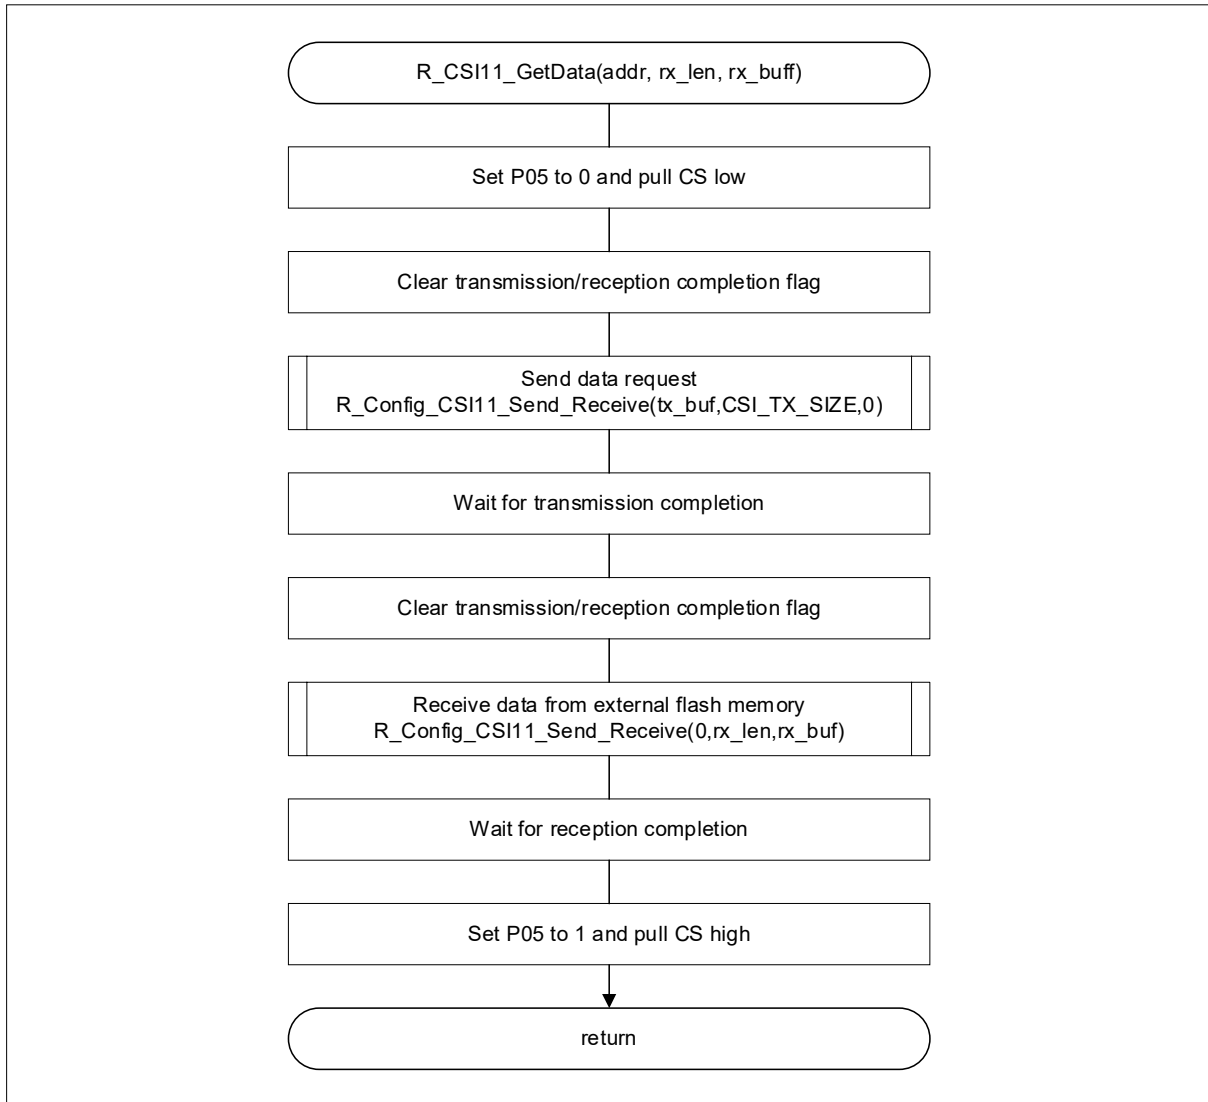 R_CSI11_GetData(addr, rx_len, rx_buff)
Set P05 to 0 and pull CS low
Clear transmission/reception completion flag
Send data request
R_Config_CSI11_Send_Receive(tx_buf,CSI_TX_SIZE,0)
Wait for transmission completion
Clear transmission/reception completion flag
Receive data from external flash memory
R_Config_CSI11_Send_Receive(0,rx_len,rx_buf)
Wait for reception completion
Set P05 to 1 and pull CS high
return